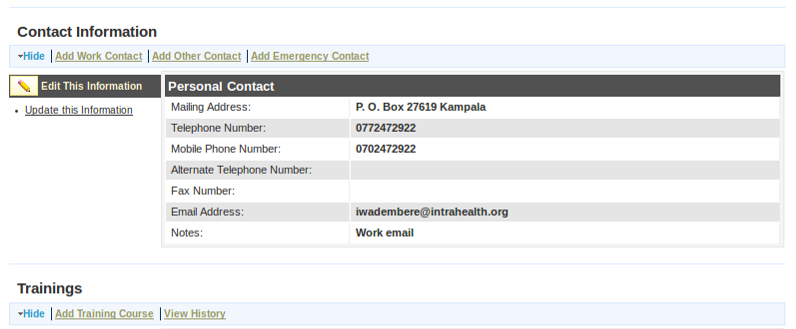 Contact Information
Hide Add Work Contact Add Other Contact Add Emergency Contact
Edit This Information
Update this Information
Personal Contact
Mailing Address: P. O. Box 27619 Kampala
Telephone Number: 0772472922
Mobile Phone Number: 0702472922
Alternate Telephone Number:
Fax Number:
Email Address: iwadembere@intrahealth.org
Notes: Work email
Trainings
Hide Add Training Course View History